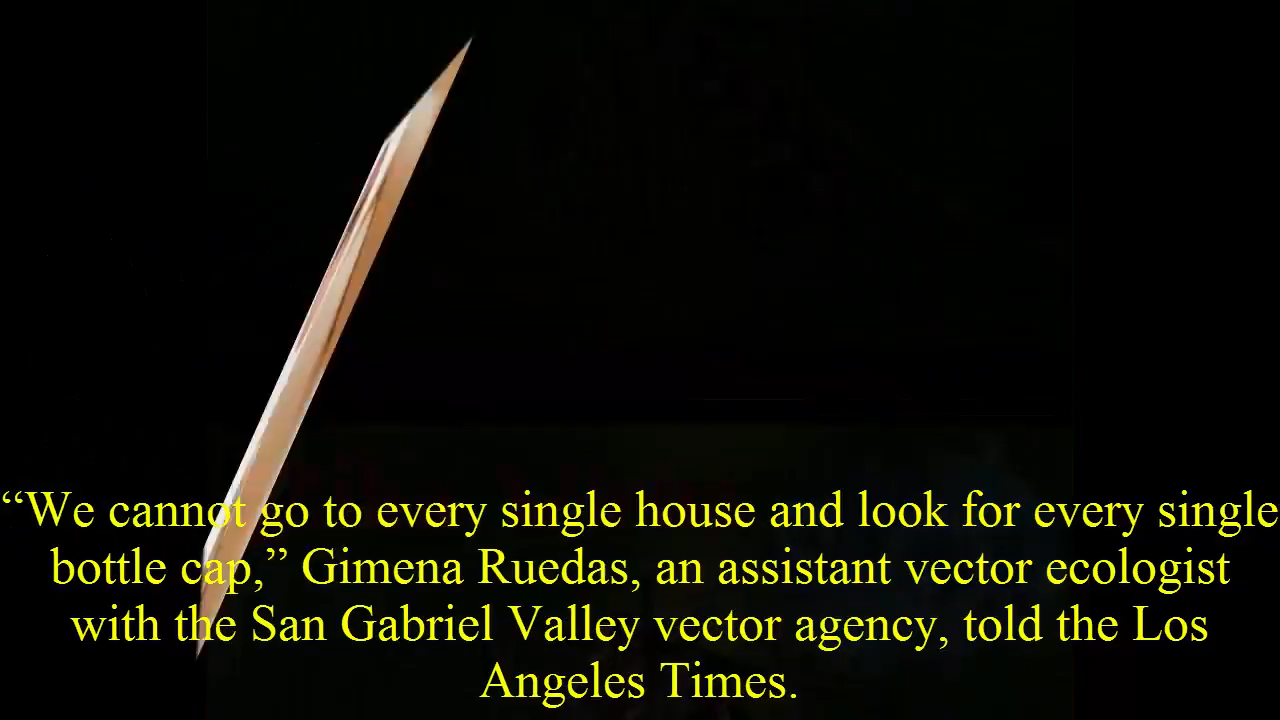 “We cannot go to every single house and look for every single
bottle cap,” Gimena Ruedas, an assistant vector ecologist
with the San Gabriel Valley vector agency, told the Los
Angeles Times.